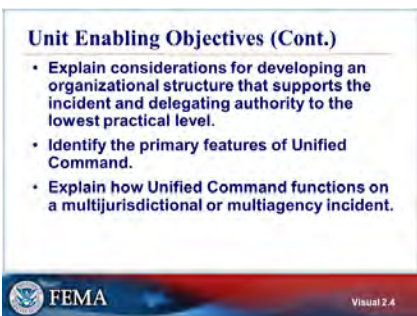 Unit Enabling Objectives (Cont.)
• Explain considerations for developing an
organizational structure that supports the
incident and delegating authority to the
lowest practical level.
• Identify the primary features of Unified
Command.
• Explain how Unified Command functions on
a multijurisdictional or multiagency incident.
FEMA
Visual 2.4